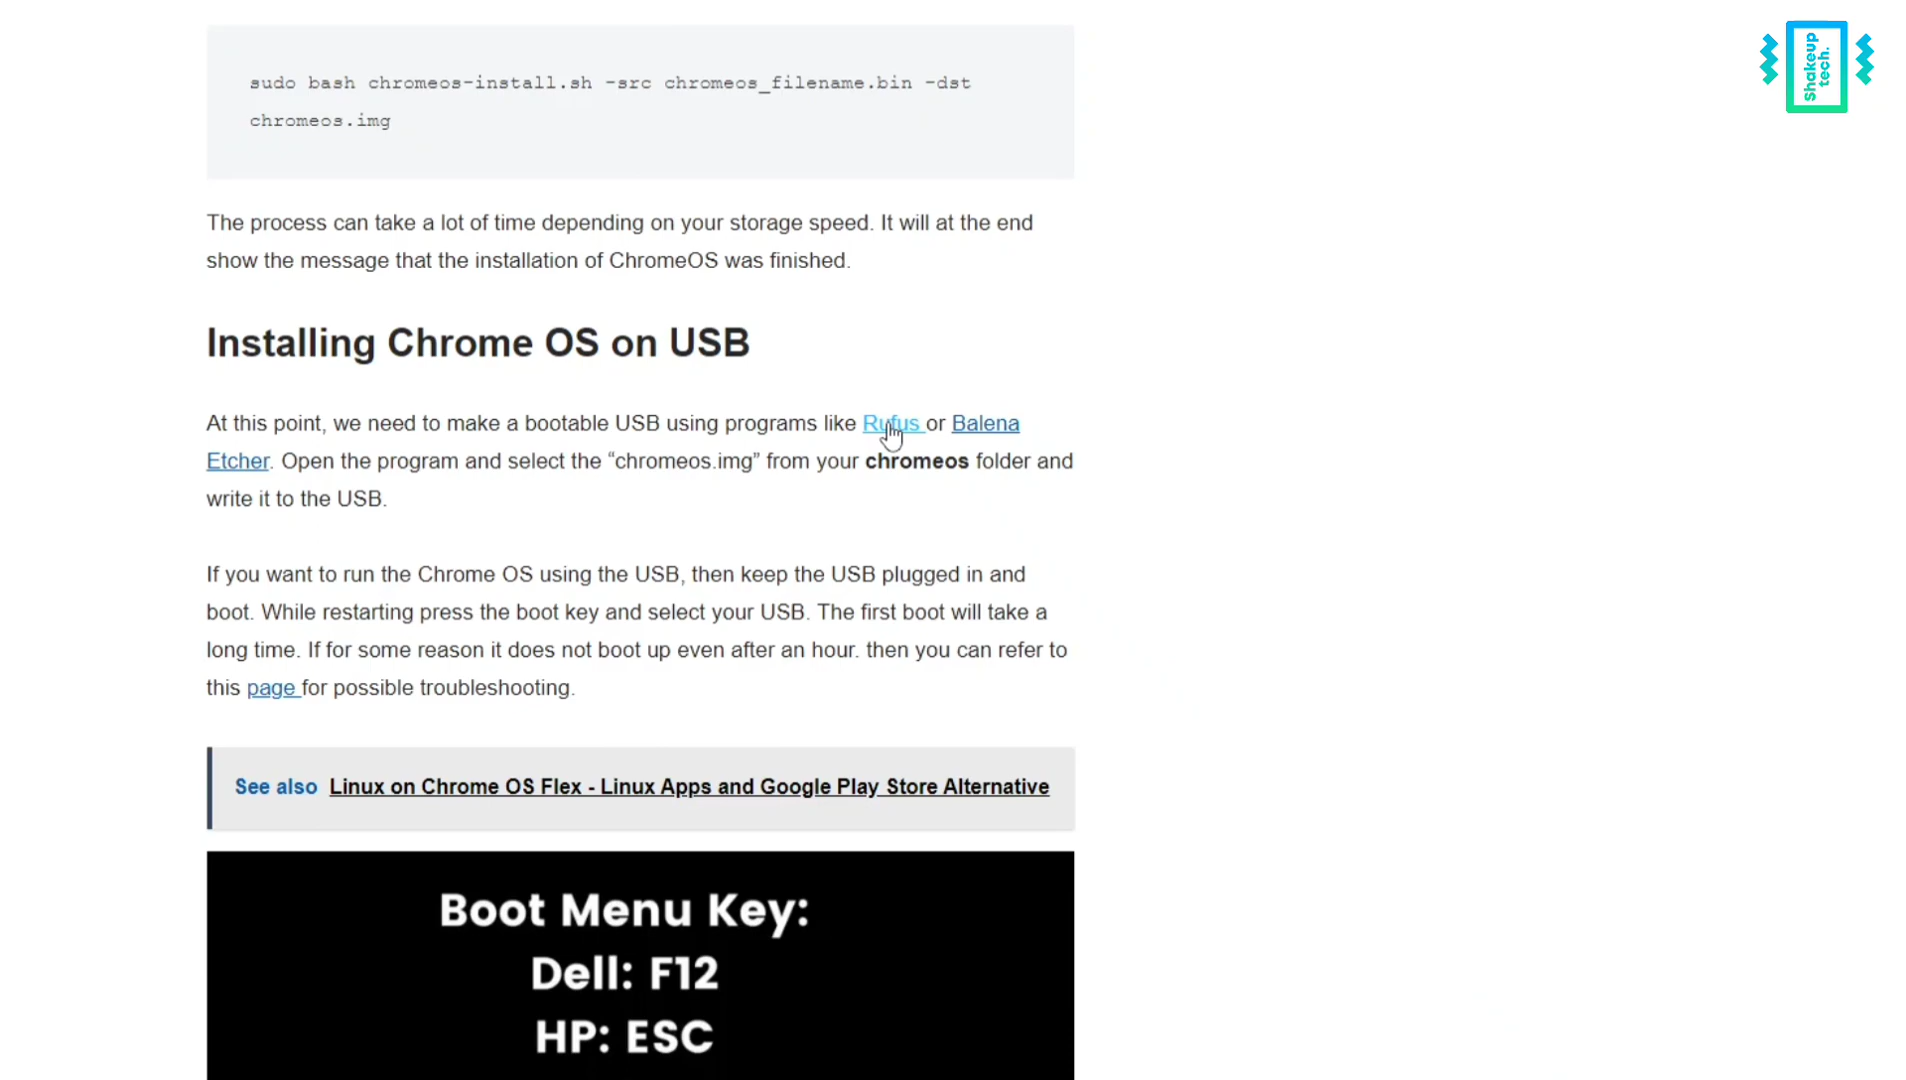 sudo bash chromeos-install.sh -src chromeos_filename.bin -dst
chromeos.img
Shakeup
tech.
The process can take a lot of time depending on your storage speed. It will at the end
show the message that the installation of ChromeOS was finished.
Installing Chrome OS on USB
At this point, we need to make a bootable USB using programs like Rufus or Balena
Etcher. Open the program and select the “chromeos.img” from your chromeos folder and
write it to the USB.
If you want to run the Chrome OS using the USB, then keep the USB plugged in and
boot. While restarting press the boot key and select your USB. The first boot will take a
long time. If for some reason it does not boot up even after an hour. then you can refer to
this page for possible troubleshooting.
See also Linux on Chrome OS Flex - Linux Apps and Google Play Store Alternative
Boot Menu Key:
Dell: F12
HP: ESC